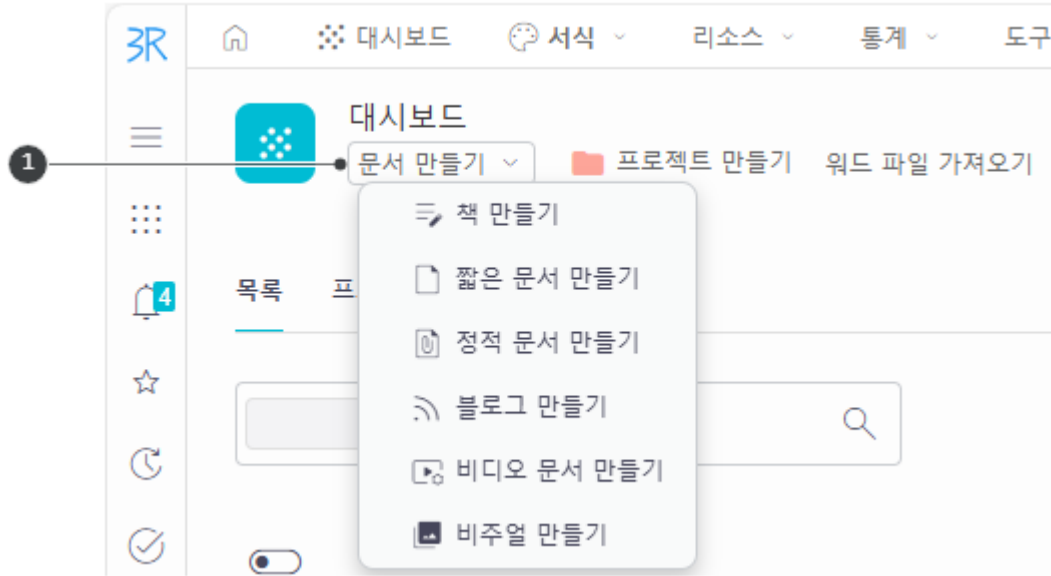 3R 대시보드 서식 리소스 통계 도구
대시보드
1 문서 만들기 프로젝트 만들기 워드 파일 가져오기
책 만들기
짧은 문서 만들기
4 목록 프
정적 문서 만들기
블로그 만들기
비디오 문서 만들기
비주얼 만들기